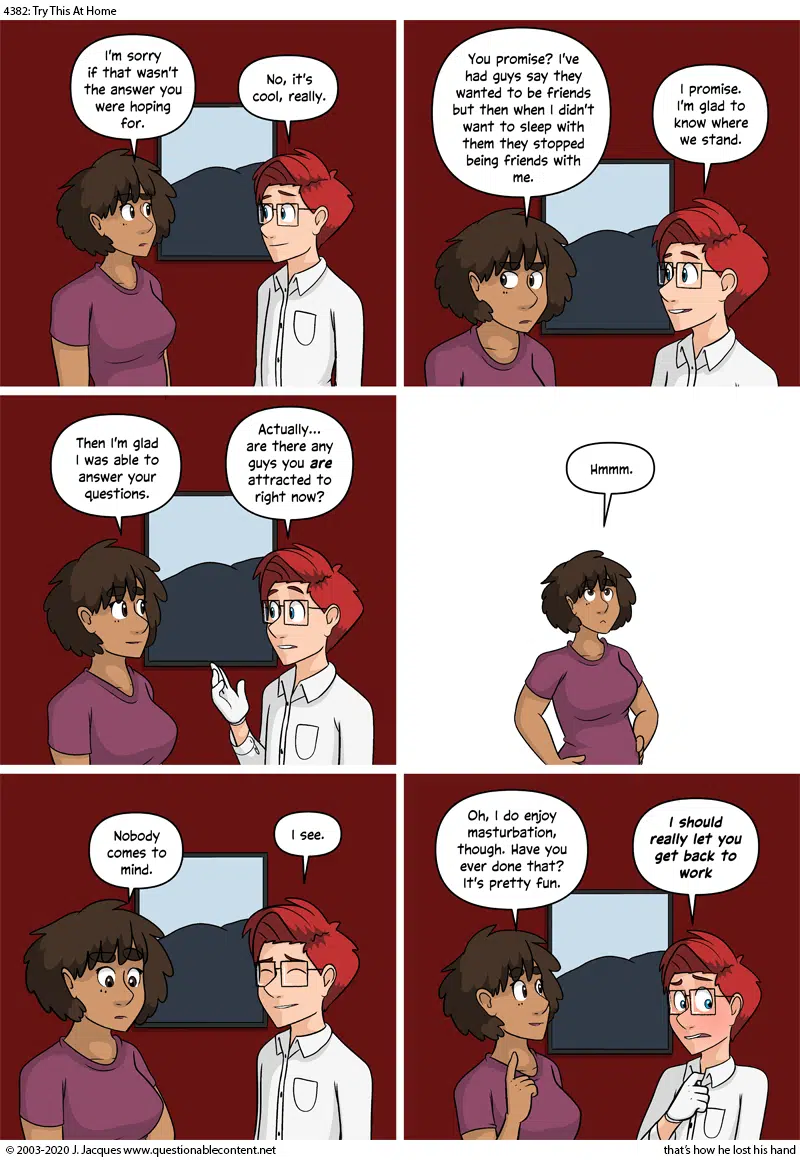 4382: Try This At Home
I'm sorry
if that wasn't
the answer you
were hoping
for.
No, it's
cool, really.
You promise? I've
had guys say they
wanted to be friends
but then when I didn't
want to sleep with
them they stopped
being friends with
me.
I promise.
I'm glad to
know where
we stand.
Then I'm glad
I was able to
answer your
questions.
Actually...
are there any
guys you are
attracted to
right now?
Hmmm.
Nobody
comes to
mind.
I see.
Oh, I do enjoy
masturbation,
though. Have you
ever done that?
It's pretty fun.
I should
really let you
get back to
work
© 2003-2020 J. Jacques www.questionablecontent.net
that's how he lost his hand